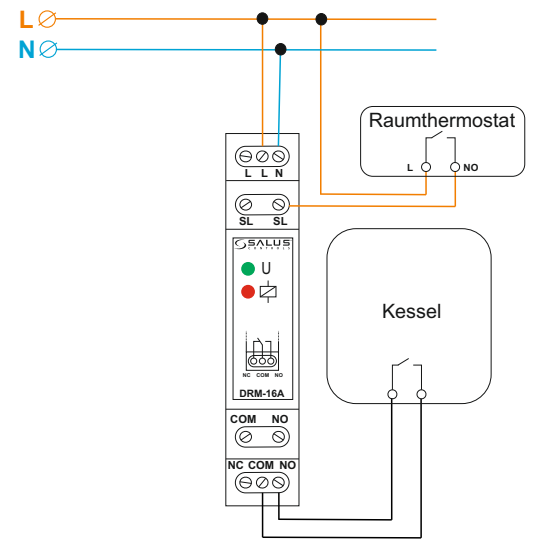 L
N
Raumthermostat
L NO
L L N
SL SL
SALUS
CONTROLS
U
Kessel
NC COM NO
DRM-16A
COM NO
NC COM NO